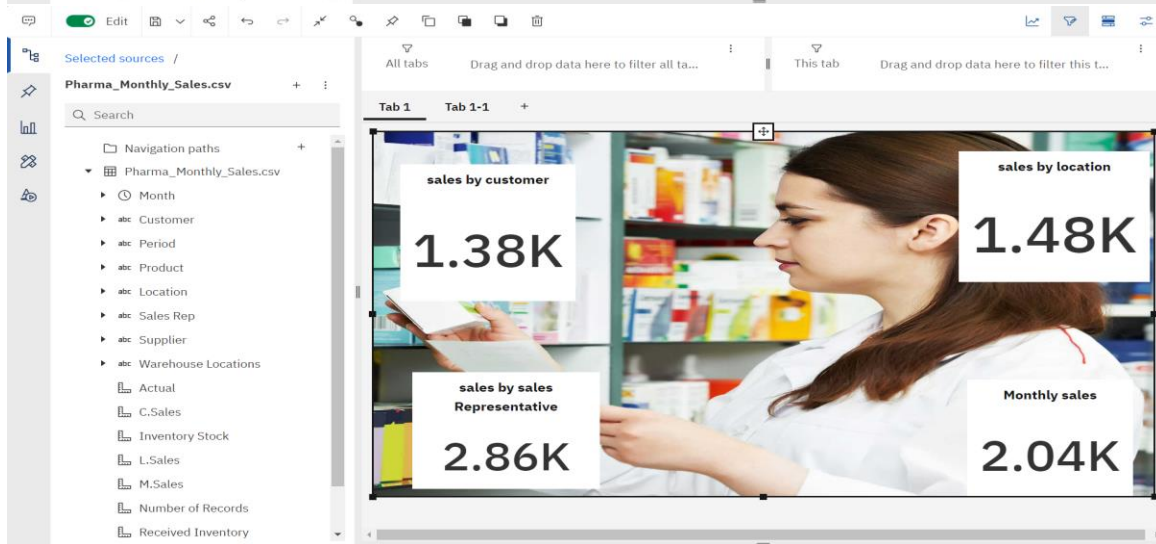 Edit
Selected sources /
Pharma_Monthly_Sales.csv
Search
Navigation paths
Pharma_Monthly_Sales.csv
Month
abc Customer
abc Period
abc Product
abc Location
abc Sales Rep
abc Supplier
abc Warehouse Locations
Actual
C.Sales
Inventory Stock
L.Sales
M.Sales
Number of Records
Received Inventory
All tabs
Drag and drop data here to filter all ta...
This tab
Drag and drop data here to filter this t...
Tab 1
Tab 1-1
+
sales by customer
1.38K
sales by location
1.48K
sales by sales
Representative
2.86K
Monthly sales
2.04K